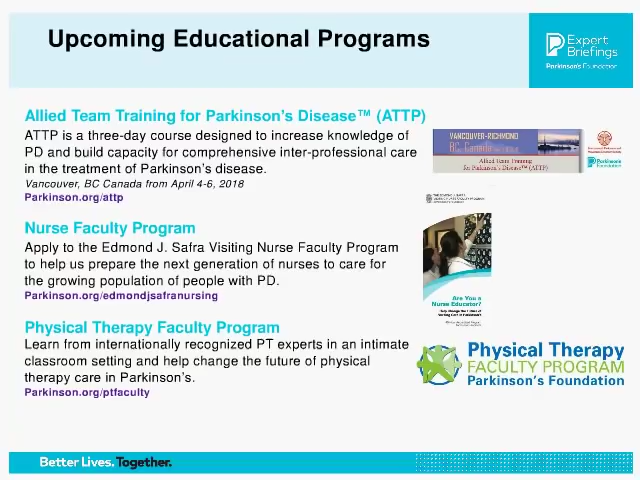 Upcoming Educational Programs
Expert
Briefings
Parkinson's Foundation
Allied Team Training for Parkinson's Disease™ (ATTP)
ATTP is a three-day course designed to increase knowledge of
PD and build capacity for comprehensive inter-professional care
in the treatment of Parkinson's disease.
Vancouver, BC Canada from April 4-6, 2018
Parkinson.org/attp
VANCOUVER-RICHMOND
BC, Canada
Allied Team Training
for Parkinson's Disease™ (ATTP)
Parkinson's
Foundation
Nurse Faculty Program
Apply to the Edmond J. Safra Visiting Nurse Faculty Program
to help us prepare the next generation of nurses to care for
the growing population of people with PD.
Parkinson.org/edmondjsafranursing
Are You a
Nurse Educator?
Physical Therapy Faculty Program
Learn from internationally recognized PT experts in an intimate
classroom setting and help change the future of physical
therapy care in Parkinson's.
Parkinson.org/ptfaculty
Physical Therapy
FACULTY PROGRAM
Parkinson's Foundation
Better Lives. Together.